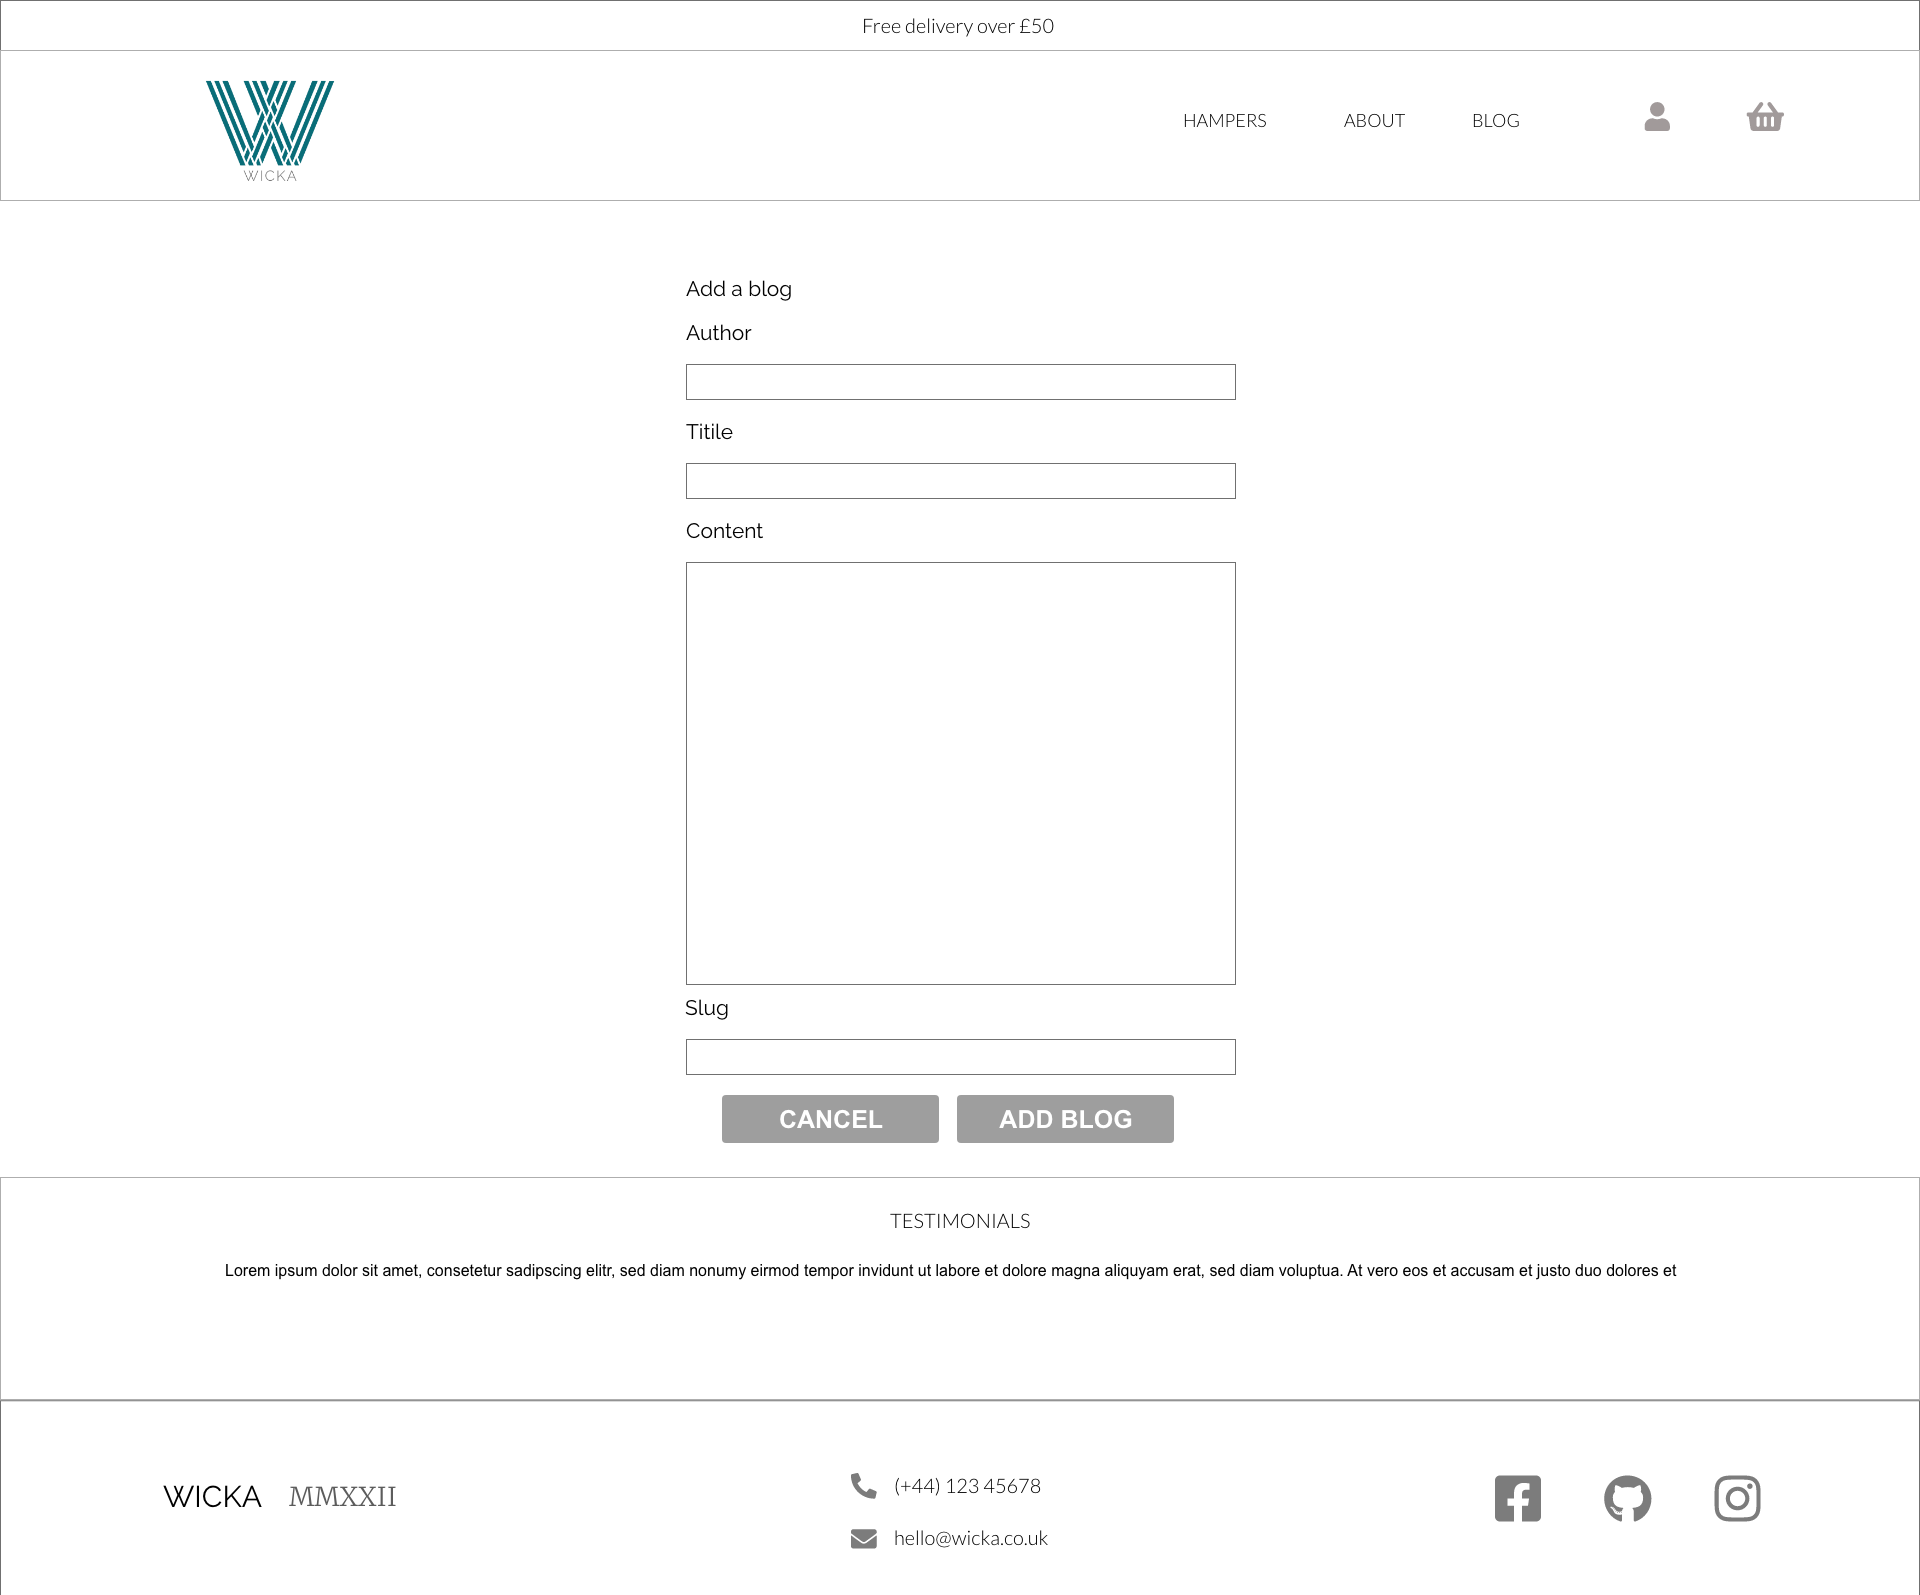 Free delivery over £50
WICKA
HAMPERS ABOUT BLOG
Add a blog
Author
Titile
Content
Slug
CANCEL ADD BLOG
TESTIMONIALS
Lorem ipsum dolor sit amet, consetetur sadipscing elitr, sed diam nonumy eirmod tempor invidunt ut labore et dolore magna aliquyam erat, sed diam voluptua. At vero eos et accusam et justo duo dolores et
WICKA MMXXII
(+44) 123 45678
hello@wicka.co.uk